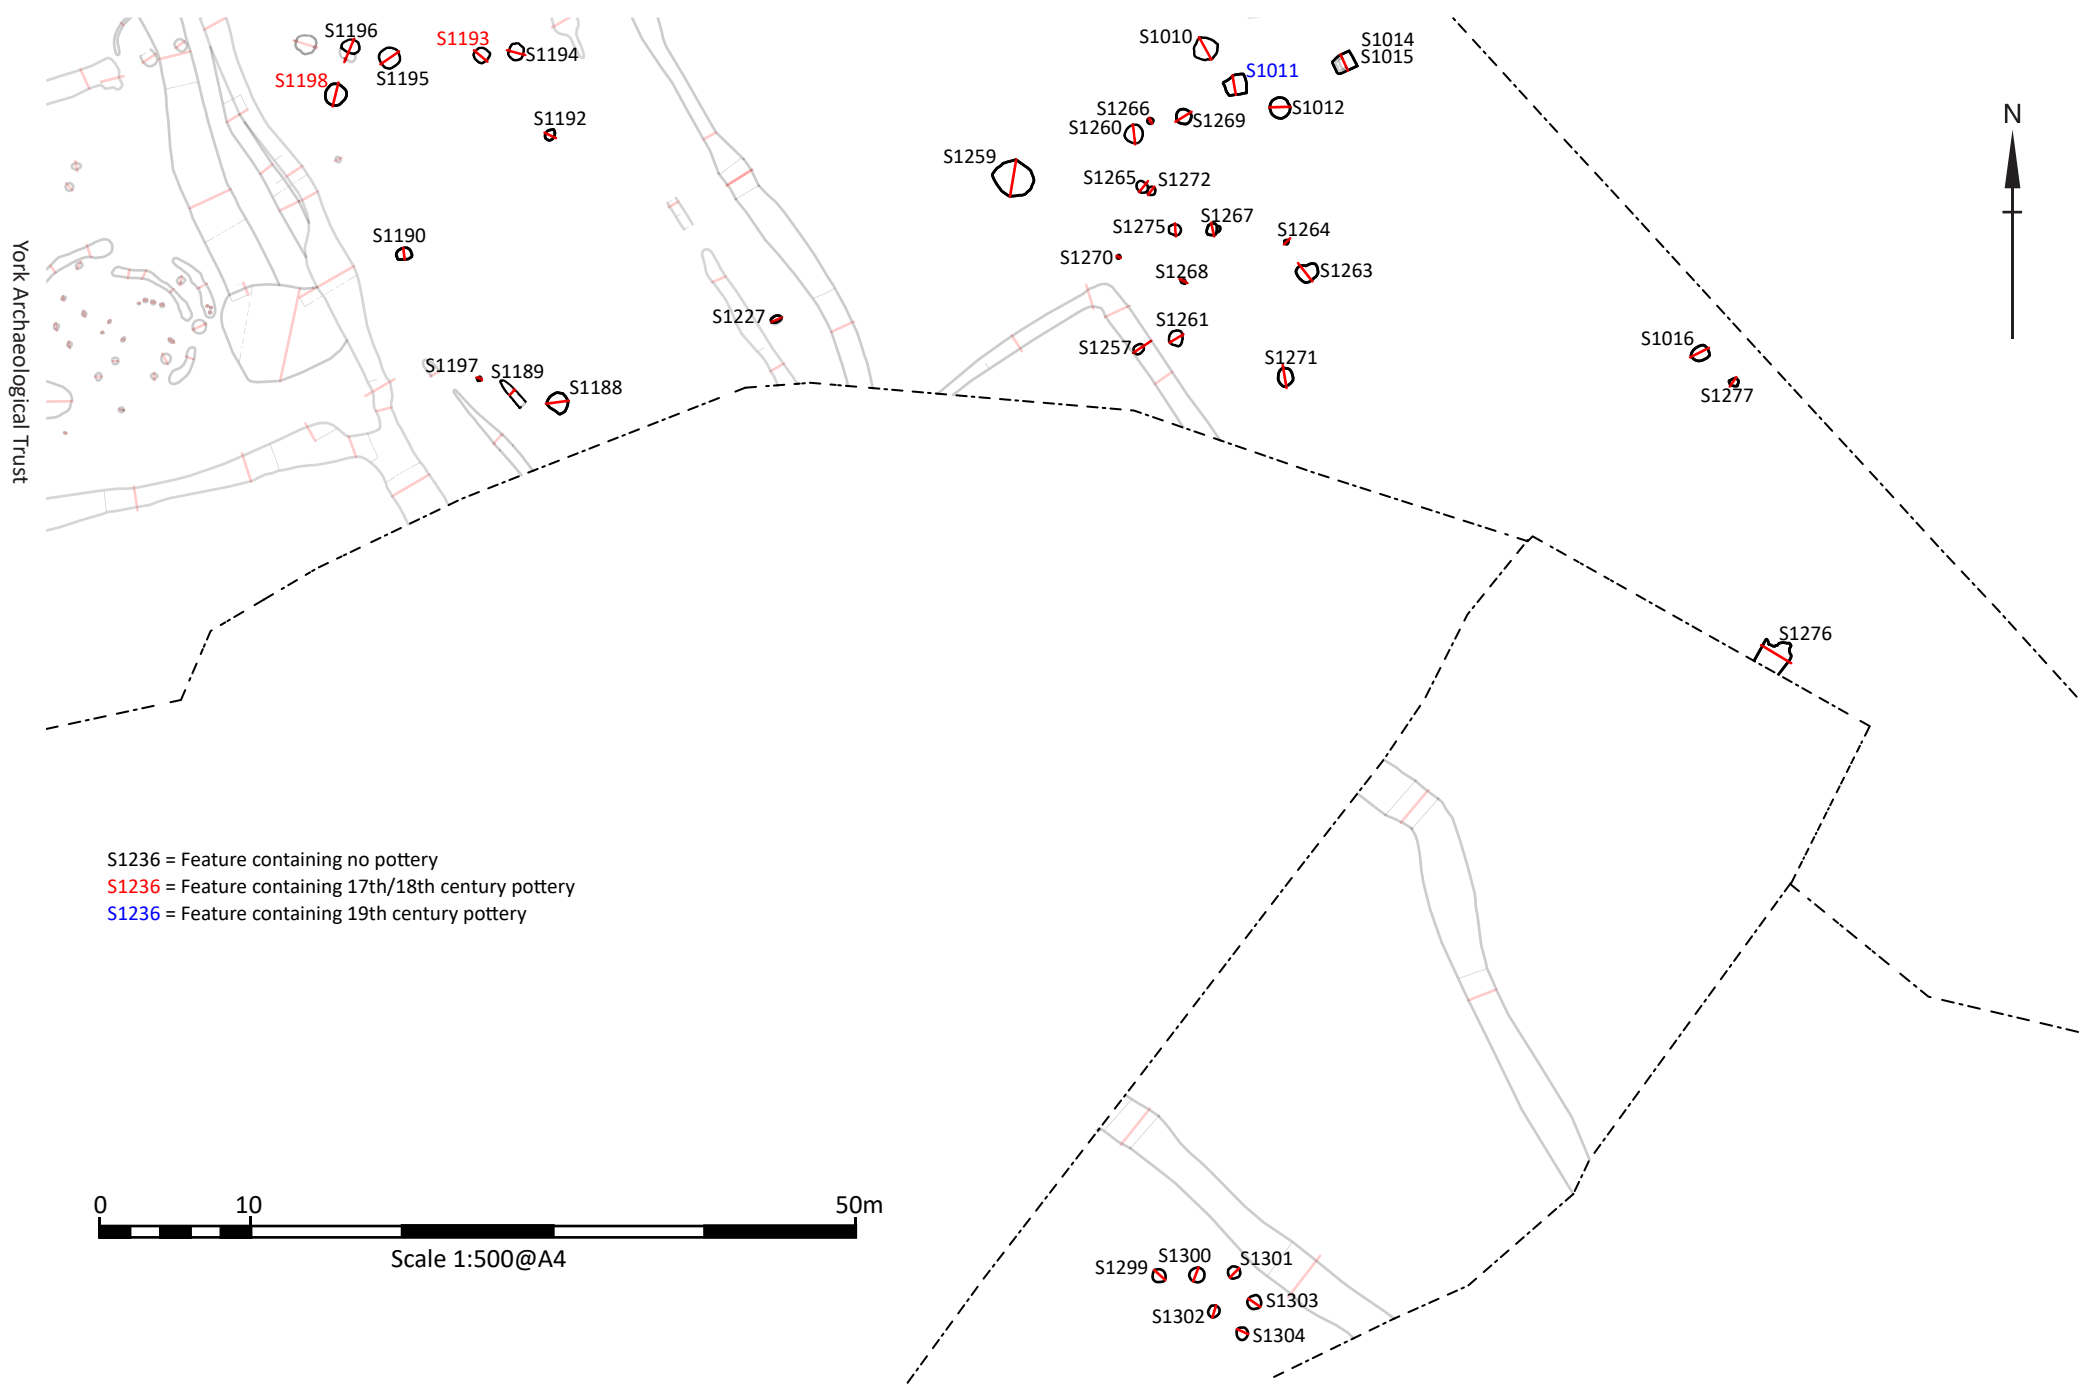 S1196
S1193
S1194
S1195
S1198
S1192
S1190
S1227
S1197
S1189
S1188
S1010
S1014
S1015
S1011
S1012
S1266
S1269
S1260
S1259
S1265
S1272
S1275
S1267
S1264
S1270
S1268
S1263
S1261
S1257
S1271
S1016
S1277
N
York Archaeological Trust
S1276
S1236 = Feature containing no pottery
S1236 = Feature containing 17th/18th century pottery
S1236 = Feature containing 19th century pottery
0 10 50m
Scale 1:500@A4
S1299
S1300
S1301
S1302
S1303
S1304